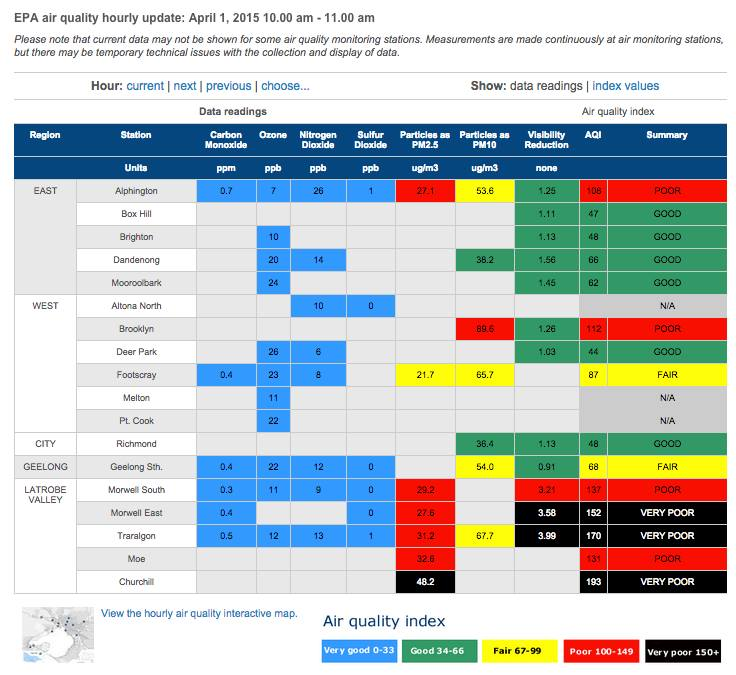 EPA air quality hourly update: April 1, 2015 10.00 am - 11.00 am
Please note that current data may not be shown for some air quality monitoring stations. Measurements are made continuously at air monitoring stations,
but there may be temporary technical issues with the collection and display of data.
Hour: current | next | previous | choose... Show: data readings | index values
Data readings Air quality index
Region Station Carbon Monoxide Ozone Nitrogen Dioxide Sulfur Dioxide Particles as PM2.5 Particles as PM10 Visibility Reduction AQI Summary
Units ppm ppb ppb ppb ug/m3 ug/m3 none
EAST Alphington 0.7 7 26 1 27.1 53.6 1.25 108 POOR
Box Hill 1.11 47 GOOD
Brighton 10 1.13 48 GOOD
Dandenong 20 14 38.2 1.56 66 GOOD
Mooroolbark 24 1.45 62 GOOD
WEST Altona North 10 0 N/A
Brooklyn 89.6 1.26 112 POOR
Deer Park 26 6 1.03 44 GOOD
Footscray 0.4 23 8 21.7 65.7 87 FAIR
Melton 11 N/A
Pt. Cook 22 N/A
CITY Richmond 36.4 1.13 48 GOOD
GEELONG Geelong Sth. 0.4 22 12 0 54.0 0.91 68 FAIR
LATROBE VALLEY Morwell South 0.3 11 9 0 29.2 3.21 137 POOR
Morwell East 0.4 0 27.6 3.58 152 VERY POOR
Traralgon 0.5 12 13 1 31.2 67.7 3.99 170 VERY POOR
Moe 32.8 131 POOR
Churchill 48.2 193 VERY POOR
View the hourly air quality interactive map.
Air quality index
Very good 0-33 Good 34-66 Fair 67-99 Poor 100-149 Very poor 150+